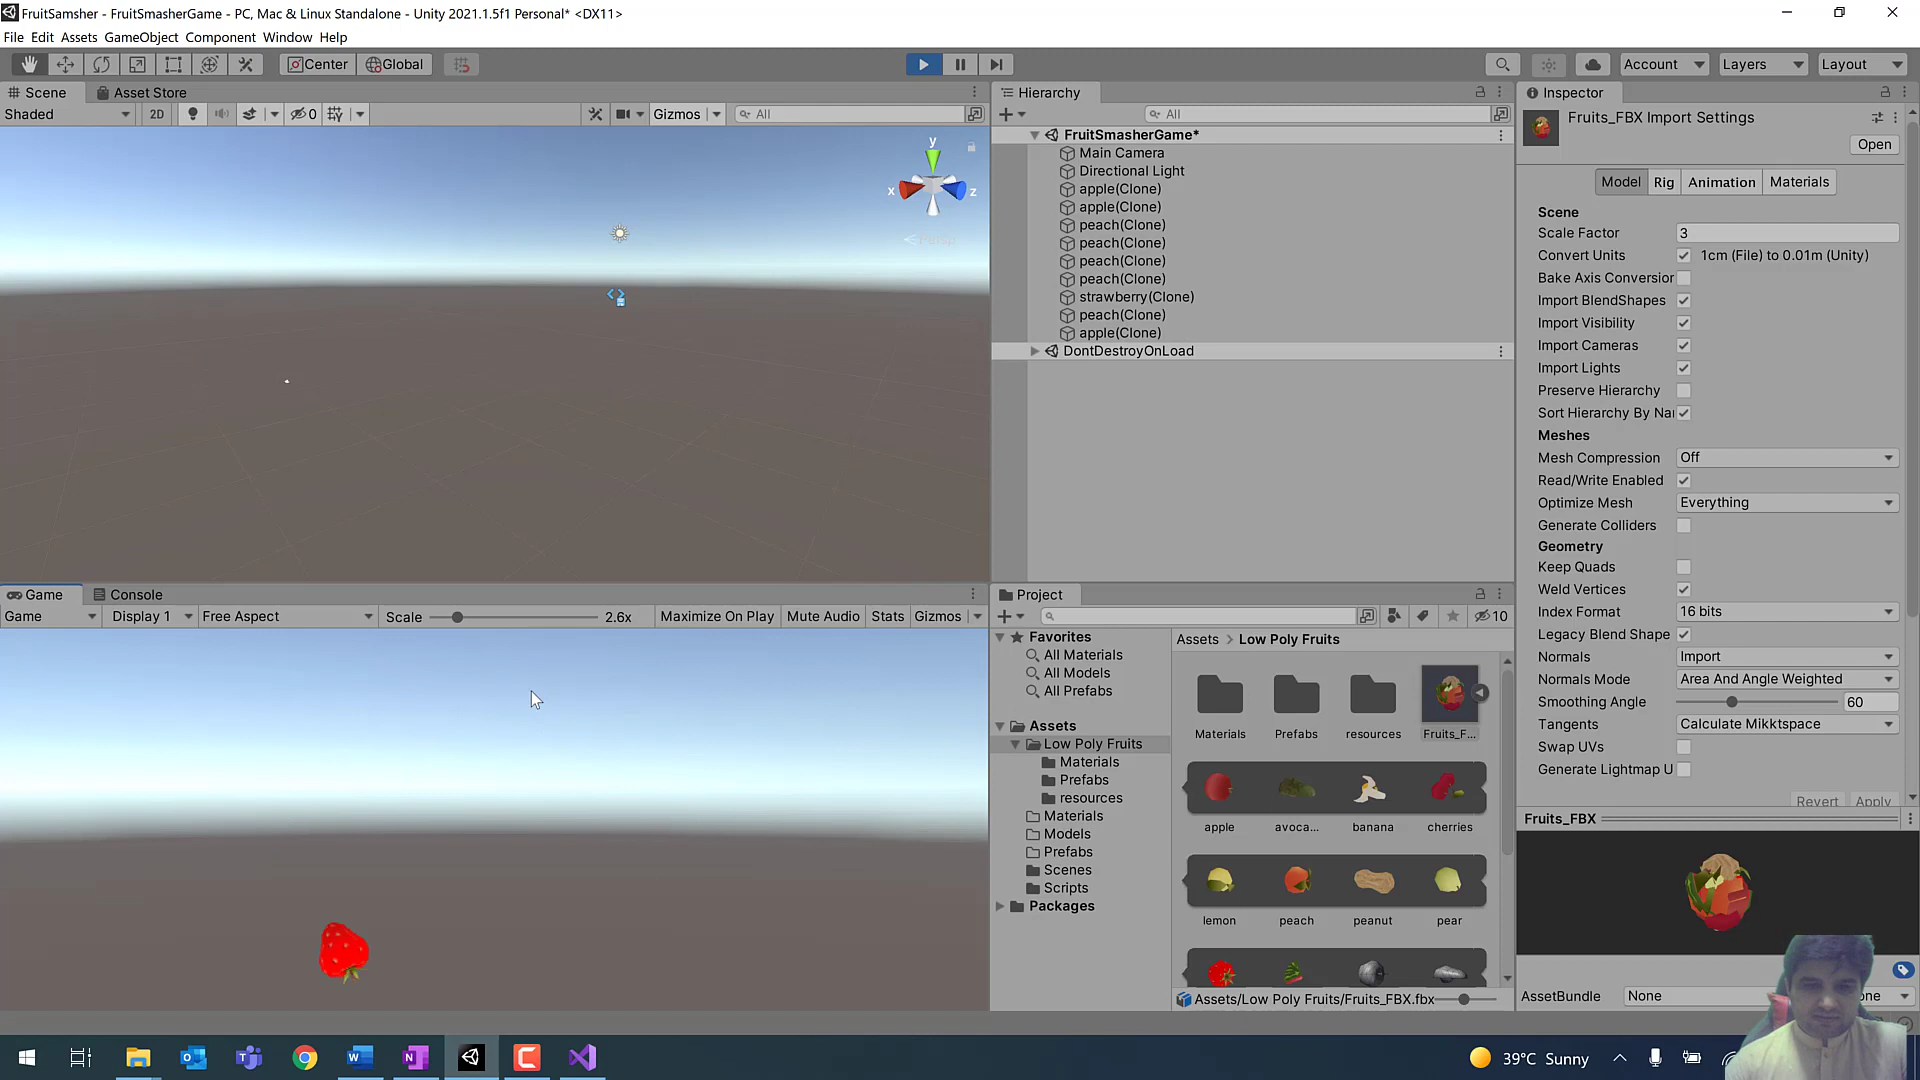 FruitSamsher - FruitSmasherGame - PC, Mac & Linux Standalone - Unity 2021.1.5f1 Personal* <DX11>
File Edit Assets GameObject Component Window Help
Center Global Account Layers Layout
Scene Asset Store
Shaded 2D 0 Gizmos All
y
x
z
Persp
Hierarchy
All
FruitSmasherGame*
Main Camera
Directional Light
apple(Clone)
apple(Clone)
peach(Clone)
peach(Clone)
peach(Clone)
peach(Clone)
strawberry(Clone)
peach(Clone)
apple(Clone)
DontDestroyOnLoad
Inspector
Fruits_FBX Import Settings
Open
Model Rig Animation Materials
Scene
Scale Factor 3
Convert Units 1cm (File) to 0.01m (Unity)
Bake Axis Conversion
Import BlendShapes
Import Visibility
Import Cameras
Import Lights
Preserve Hierarchy
Sort Hierarchy By Na
Meshes
Mesh Compression Off
Read/Write Enabled
Optimize Mesh Everything
Generate Colliders
Geometry
Keep Quads
Weld Vertices
Index Format 16 bits
Legacy Blend Shape
Normals Import
Normals Mode Area And Angle Weighted
Smoothing Angle 60
Tangents Calculate Mikktspace
Swap UVs
Generate Lightmap U
Revert Apply
Fruits_FBX
AssetBundle None
Game Console
Game Display 1 Free Aspect Scale 2.6x Maximize On Play Mute Audio Stats Gizmos
Project
10
Favorites
All Materials
All Models
All Prefabs
Assets
Low Poly Fruits
Materials
Prefabs
resources
Materials
Models
Prefabs
Scenes
Scripts
Packages
Assets > Low Poly Fruits
Materials Prefabs resources Fruits_F...
apple avoca... banana cherries
lemon peach peanut pear
Assets/Low Poly Fruits/Fruits_FBX.fbx
39°C Sunny